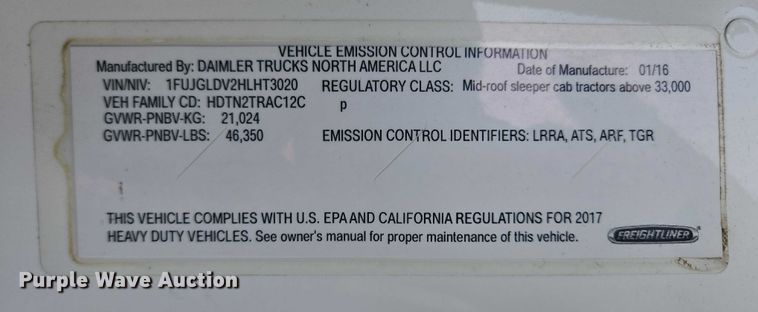 VEHICLE EMISSION CONTROL INFORMATION
Manufactured By: DAIMLER TRUCKS NORTH AMERICA LLC Date of Manufacture: 01/16
VIN/NIV: 1FUJGLDV2HLHT3020 REGULATORY CLASS: Mid-roof sleeper cab tractors above 33,000
VEH FAMILY CD: HDTN2TRAC12C p
GVWR-PNBV-KG: 21,024
GVWR-PNBV-LBS: 46,350 EMISSION CONTROL IDENTIFIERS: LRRA, ATS, ARF, TGR
THIS VEHICLE COMPLIES WITH U.S. EPA AND CALIFORNIA REGULATIONS FOR 2017
HEAVY DUTY VEHICLES. See owner's manual for proper maintenance of this vehicle. FREIGHTLINER
Purple Wave Auction